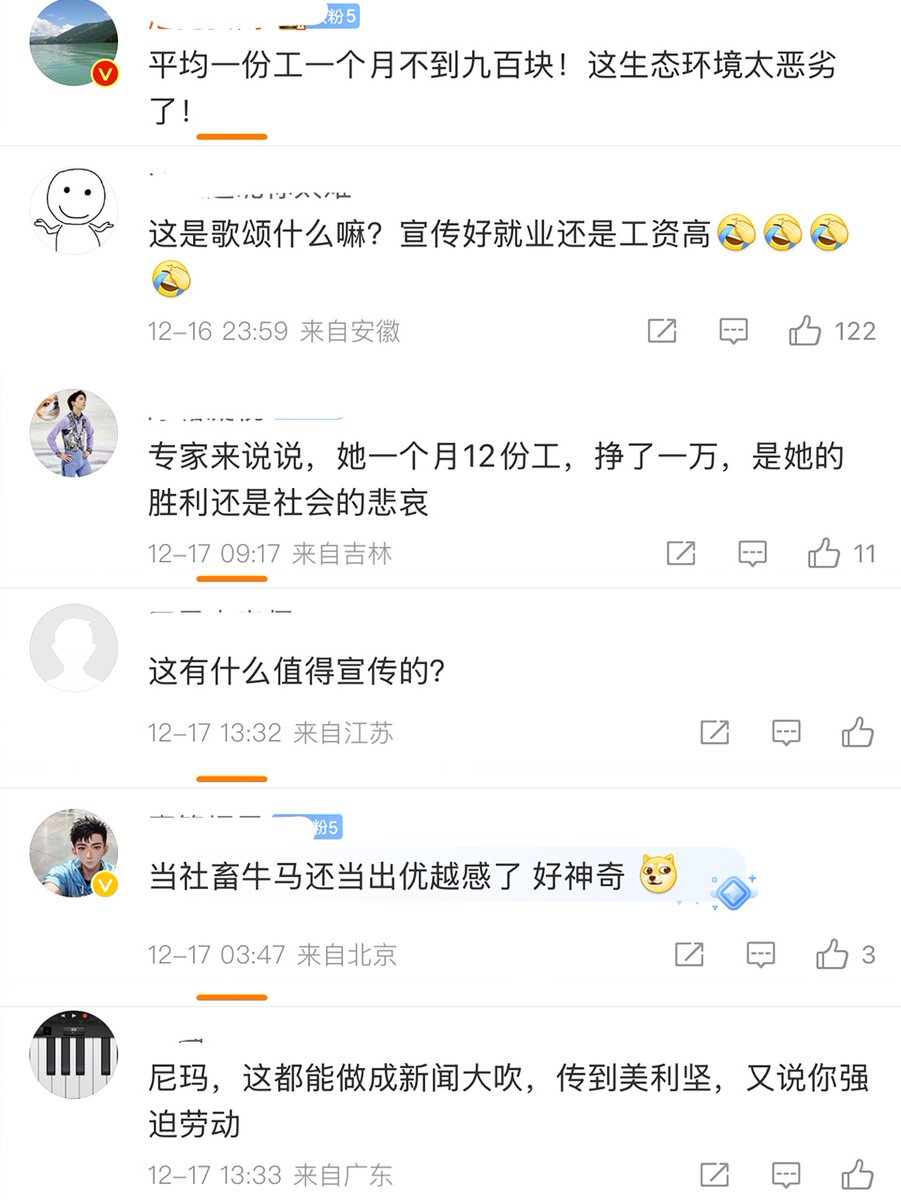 粉5
平均一份工一个月不到九百块！这生态环境太恶劣
了！
这是歌颂什么嘛？宣传好就业还是工资高🤣🤣🤣
🤣
12-16 23:59 来自安徽
122
专家来说说，她一个月12份工，挣了一万，是她的
胜利还是社会的悲哀
12-17 09:17 来自吉林
11
这有什么值得宣传的？
12-17 13:32 来自江苏
粉5
当社畜牛马还当出优越感了 好神奇
12-17 03:47 来自北京
3
尼玛，这都能做成新闻大吹，传到美利坚，又说你强
迫劳动
12-17 13:33 来自广东